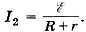 I₂ = ℰ / (R + r).